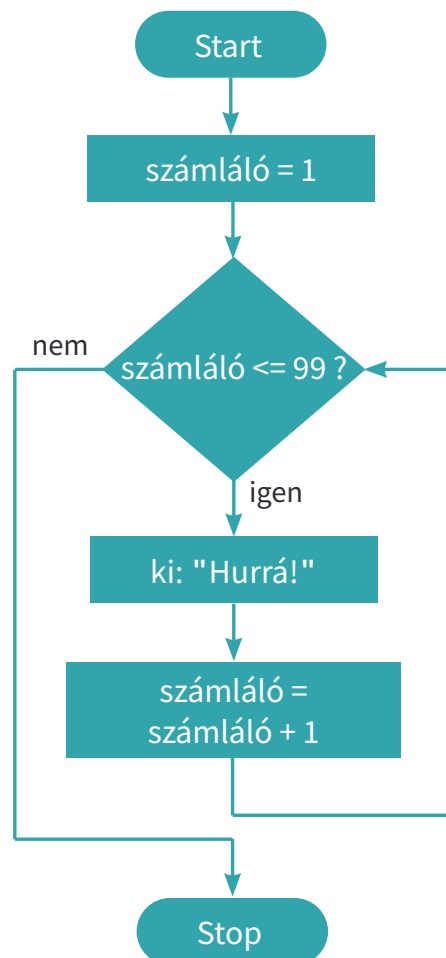 Start
számláló = 1
nem
számláló <= 99 ?
igen
ki: "Hurrá!"
számláló =
számláló + 1
Stop